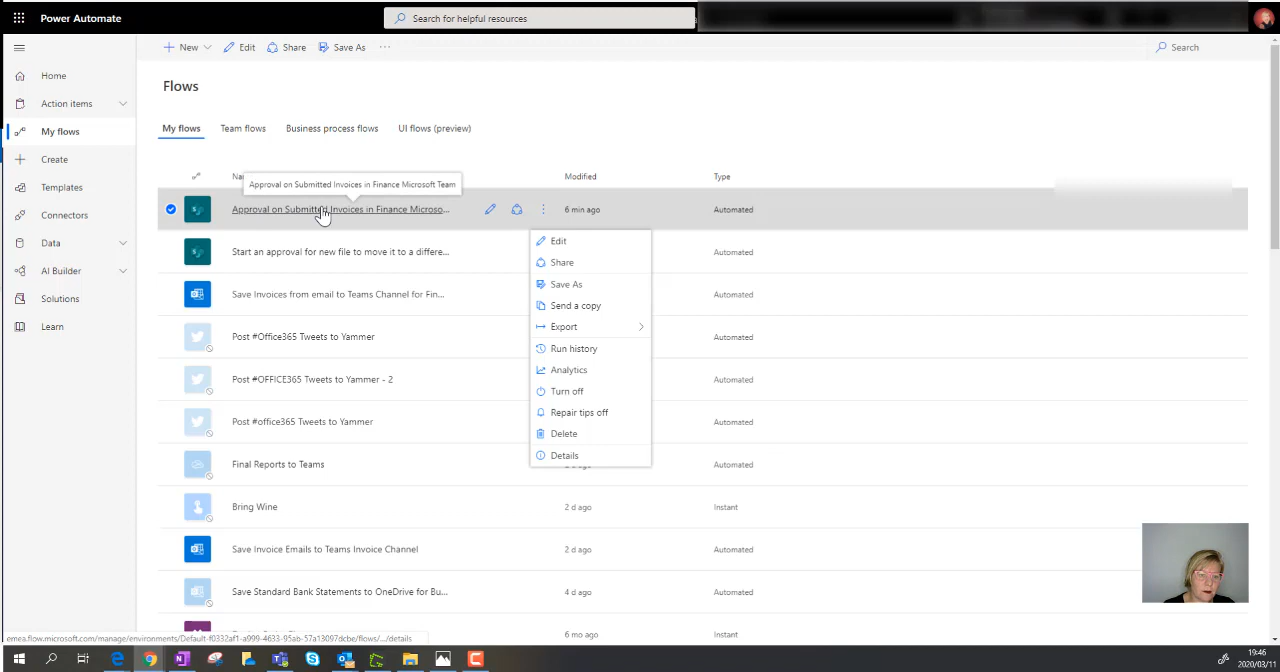 Power Automate
Search for helpful resources
New
Edit
Share
Save As
...
Search
Home
Action items
My flows
Create
Templates
Connectors
Data
AI Builder
Solutions
Learn
Flows
My flows
Team flows
Business process flows
UI flows (preview)
Modified
Type
Approval on Submitted Invoices in Finance Microsoft Team
Approval on Submitted Invoices in Finance Microso...
6 min ago
Automated
Edit
Share
Save As
Send a copy
Export
Run history
Analytics
Turn off
Repair tips off
Delete
Details
Start an approval for new file to move it to a differe...
Automated
Save Invoices from email to Teams Channel for Fin...
Automated
Post #Office365 Tweets to Yammer
Automated
Post #OFFICE365 Tweets to Yammer - 2
Automated
Post #office365 Tweets to Yammer
Automated
Final Reports to Teams
Automated
Bring Wine
2 d ago
Instant
Save Invoice Emails to Teams Invoice Channel
2 d ago
Automated
Save Standard Bank Statements to OneDrive for Bu...
4 d ago
Automated
6 mo ago
Instant
emea.flow.microsoft.com/manage/environments/Default-f0332af1-a999-4633-95ab-57a13097dcbe/flows/.../details
19:46
2020/03/11